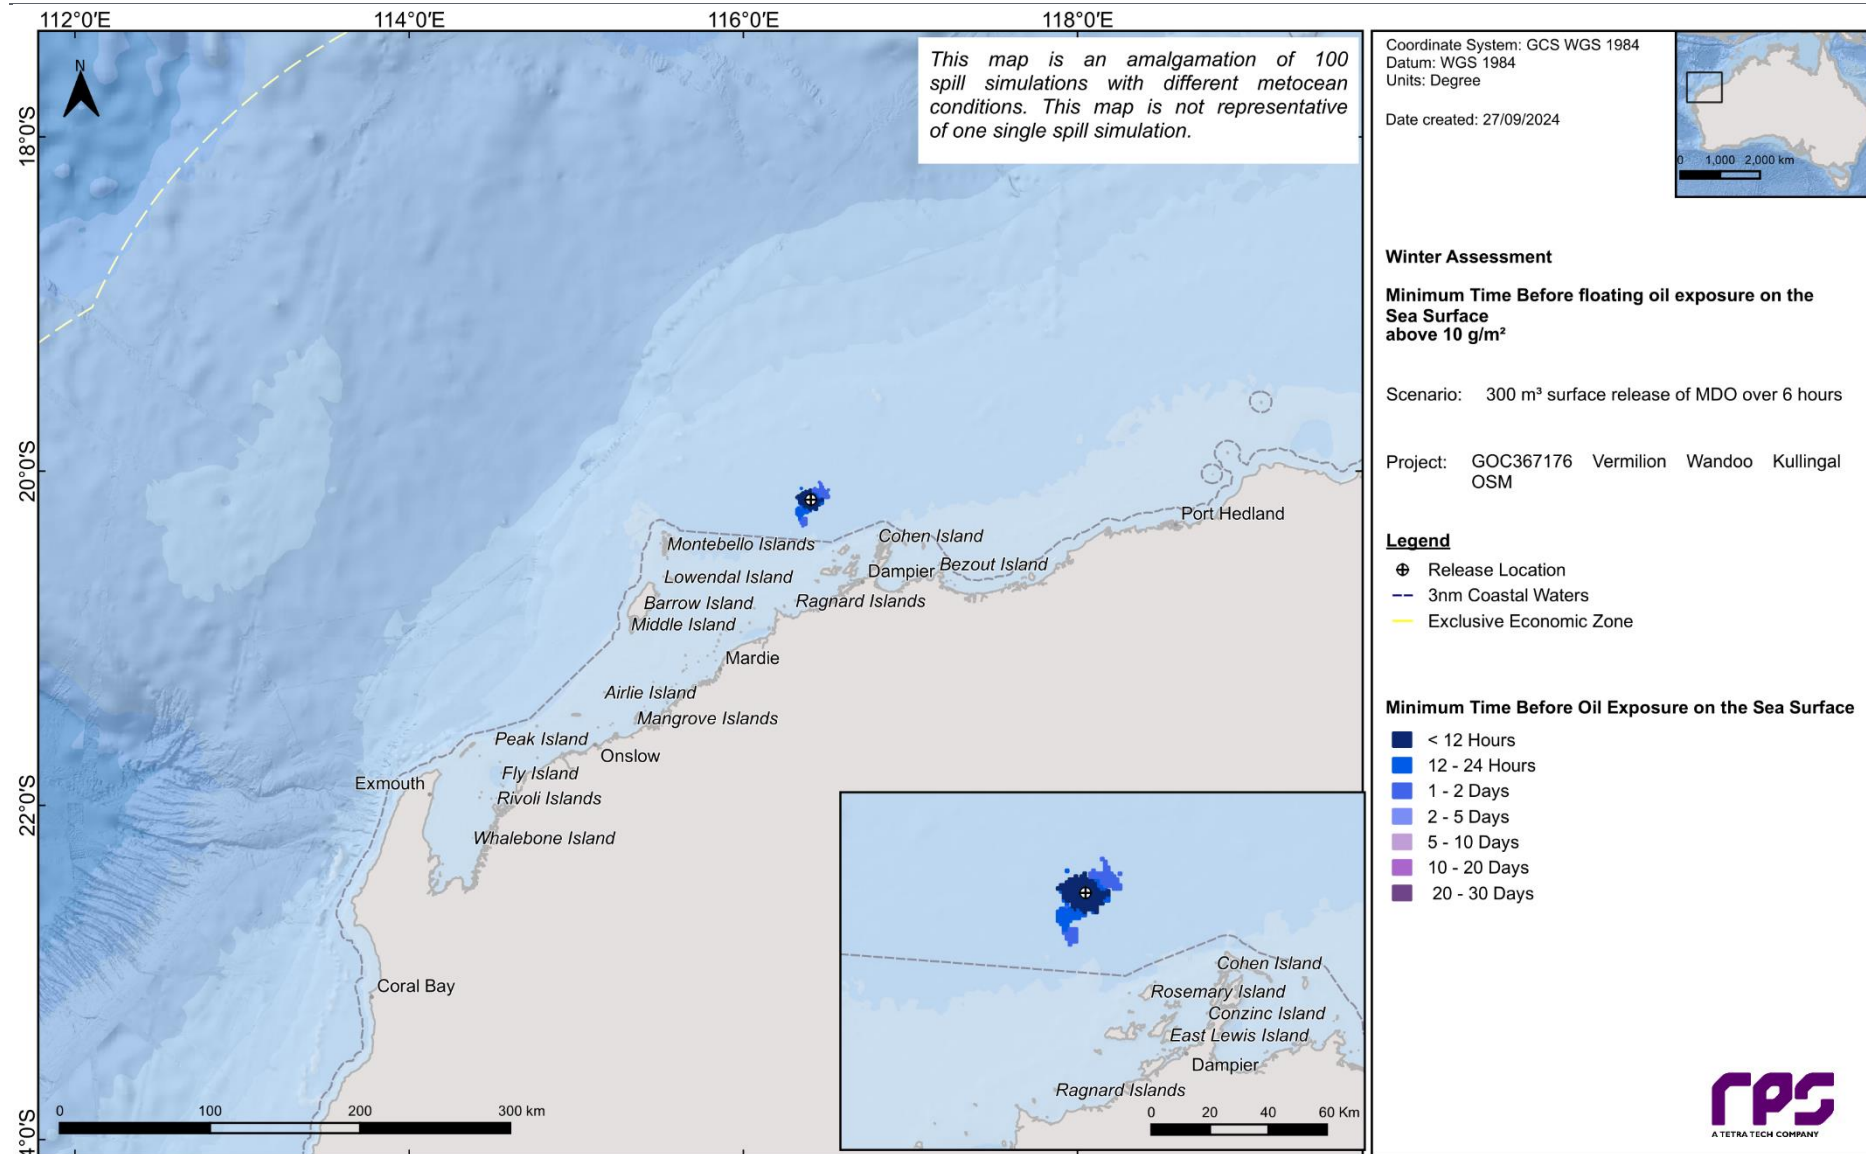 112°0'E
114°0'E
116°0'E
118°0'E
18°0'S
20°0'S
22°0'S
4°0'S
N
This map is an amalgamation of 100
spill simulations with different metocean
conditions. This map is not representative
of one single spill simulation.
Montebello Islands
Cohen Island
Port Hedland
Lowendal Island
Dampier
Bezout Island
Barrow Island
Ragnard Islands
Middle Island
Mardie
Airlie Island
Mangrove Islands
Peak Island
Onslow
Exmouth
Fly Island
Rivoli Islands
Whalebone Island
Coral Bay
0 100 200 300 km
Cohen Island
Rosemary Island
Conzinc Island
East Lewis Island
Dampier
Ragnard Islands
0 20 40 60 Km
Coordinate System: GCS WGS 1984
Datum: WGS 1984
Units: Degree
Date created: 27/09/2024
0 1,000 2,000 km
Winter Assessment
Minimum Time Before floating oil exposure on the
Sea Surface
above 10 g/m²
Scenario: 300 m³ surface release of MDO over 6 hours
Project: GOC367176 Vermilion Wandoo Kullingal
OSM
Legend
Release Location
3nm Coastal Waters
Exclusive Economic Zone
Minimum Time Before Oil Exposure on the Sea Surface
< 12 Hours
12 - 24 Hours
1 - 2 Days
2 - 5 Days
5 - 10 Days
10 - 20 Days
20 - 30 Days
rps
A TETRA TECH COMPANY